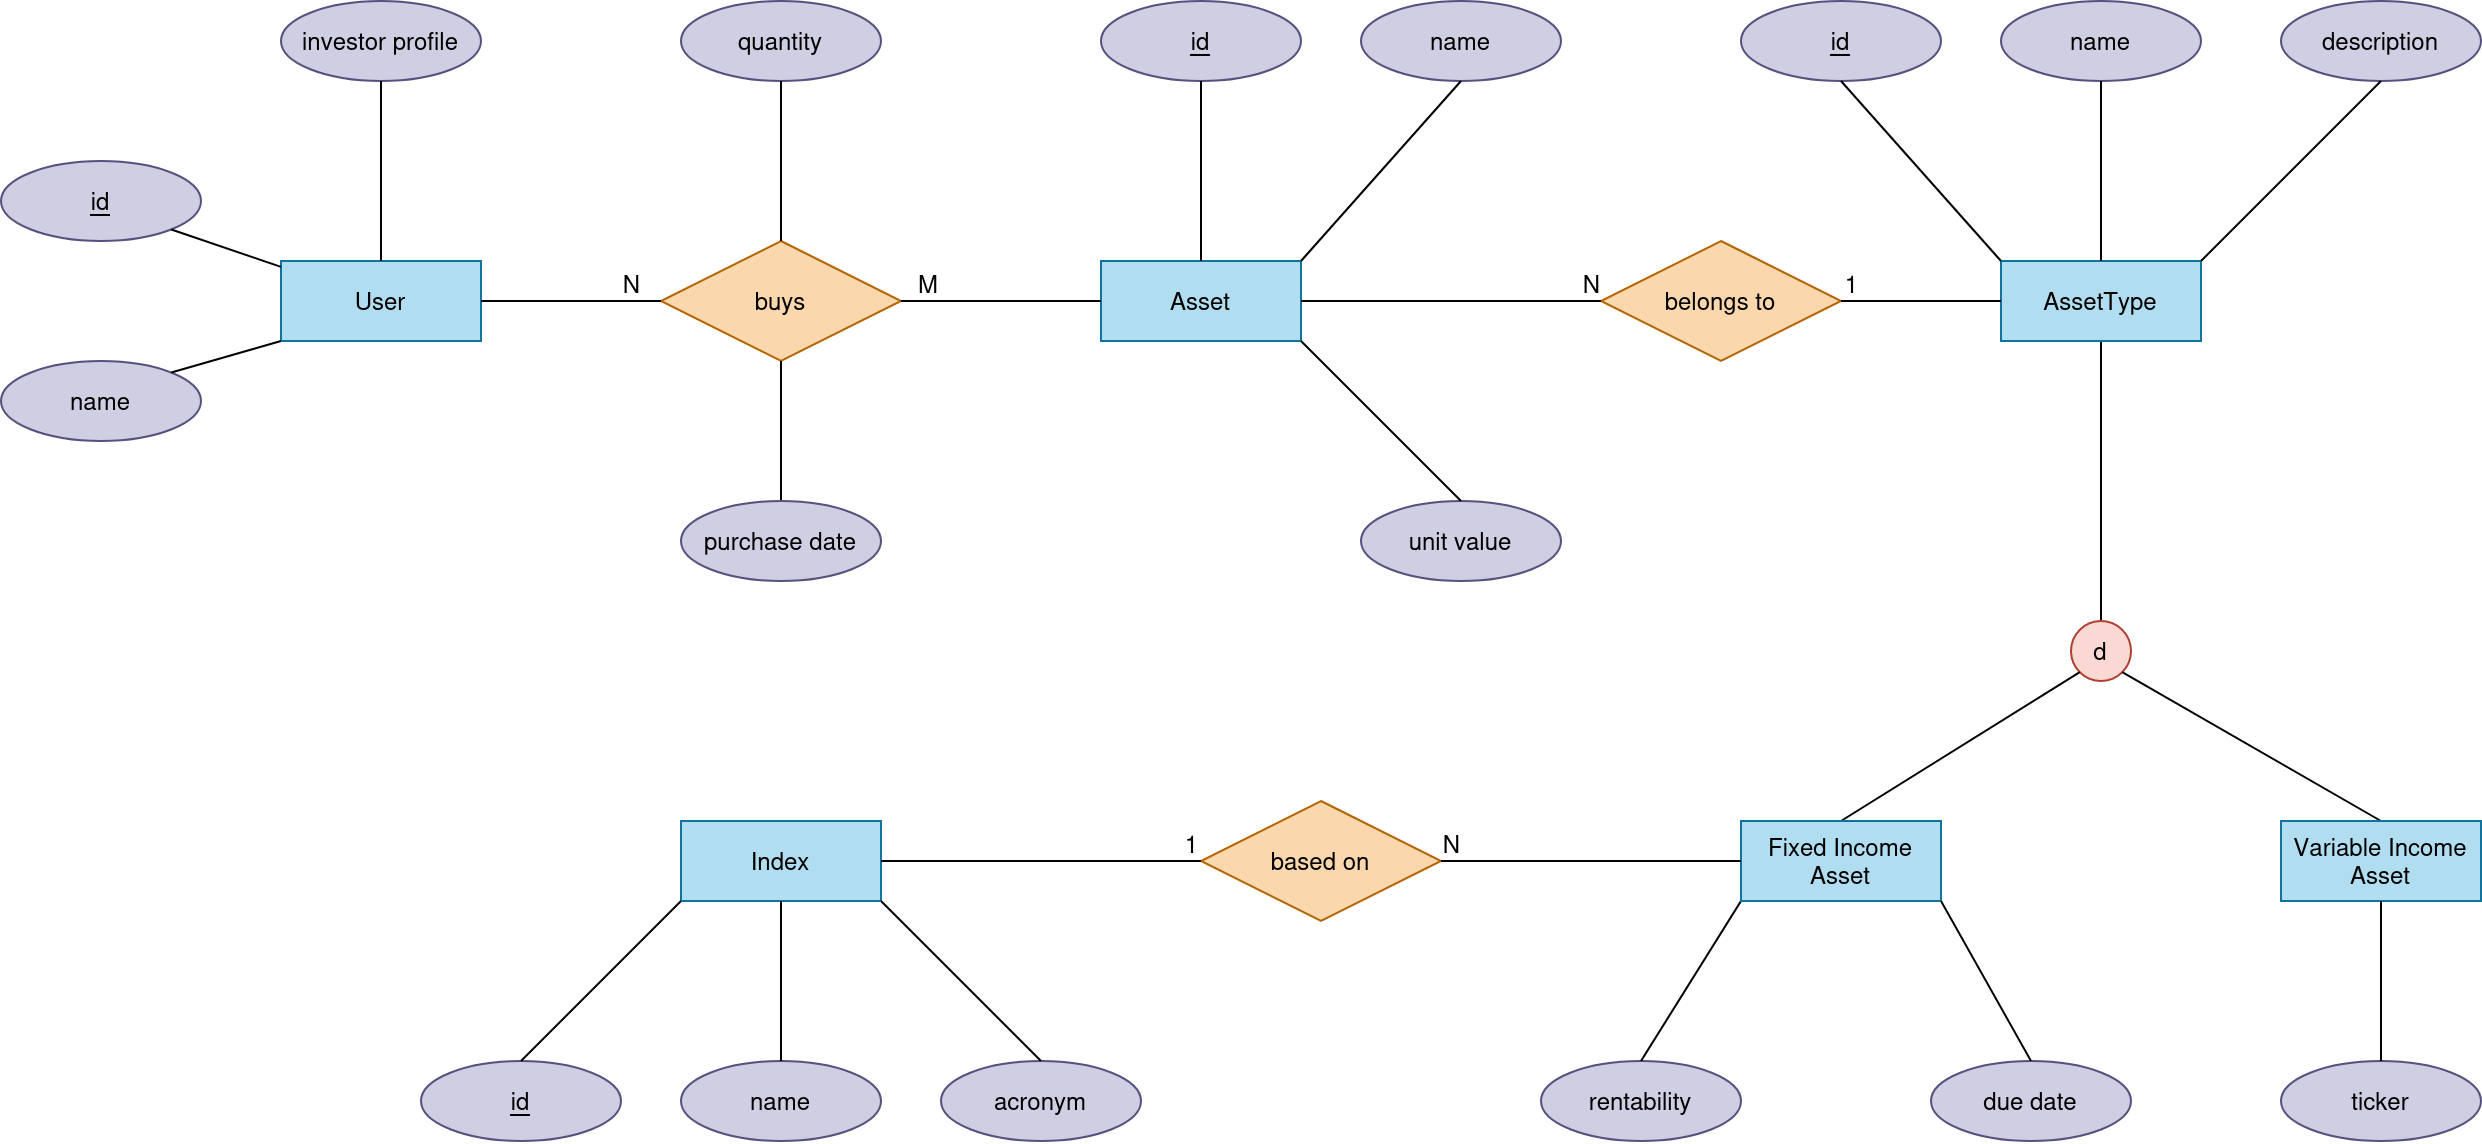 investor profile
quantity
id
name
id
name
description
id
User
N
buys
M
Asset
N
belongs to
1
AssetType
name
purchase date
unit value
d
Index
1
based on
N
Fixed Income
Asset
Variable Income
Asset
id
name
acronym
rentability
due date
ticker